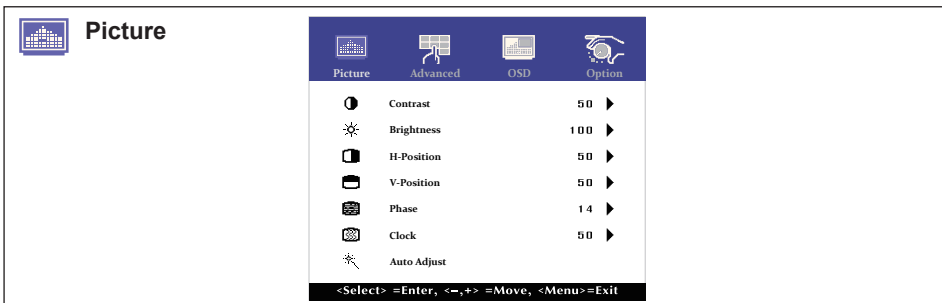 Picture
Picture Advanced OSD Option
Contrast 50
Brightness 100
H-Position 50
V-Position 50
Phase 14
Clock 50
Auto Adjust
<Select> =Enter, <–,+> =Move, <Menu>=Exit